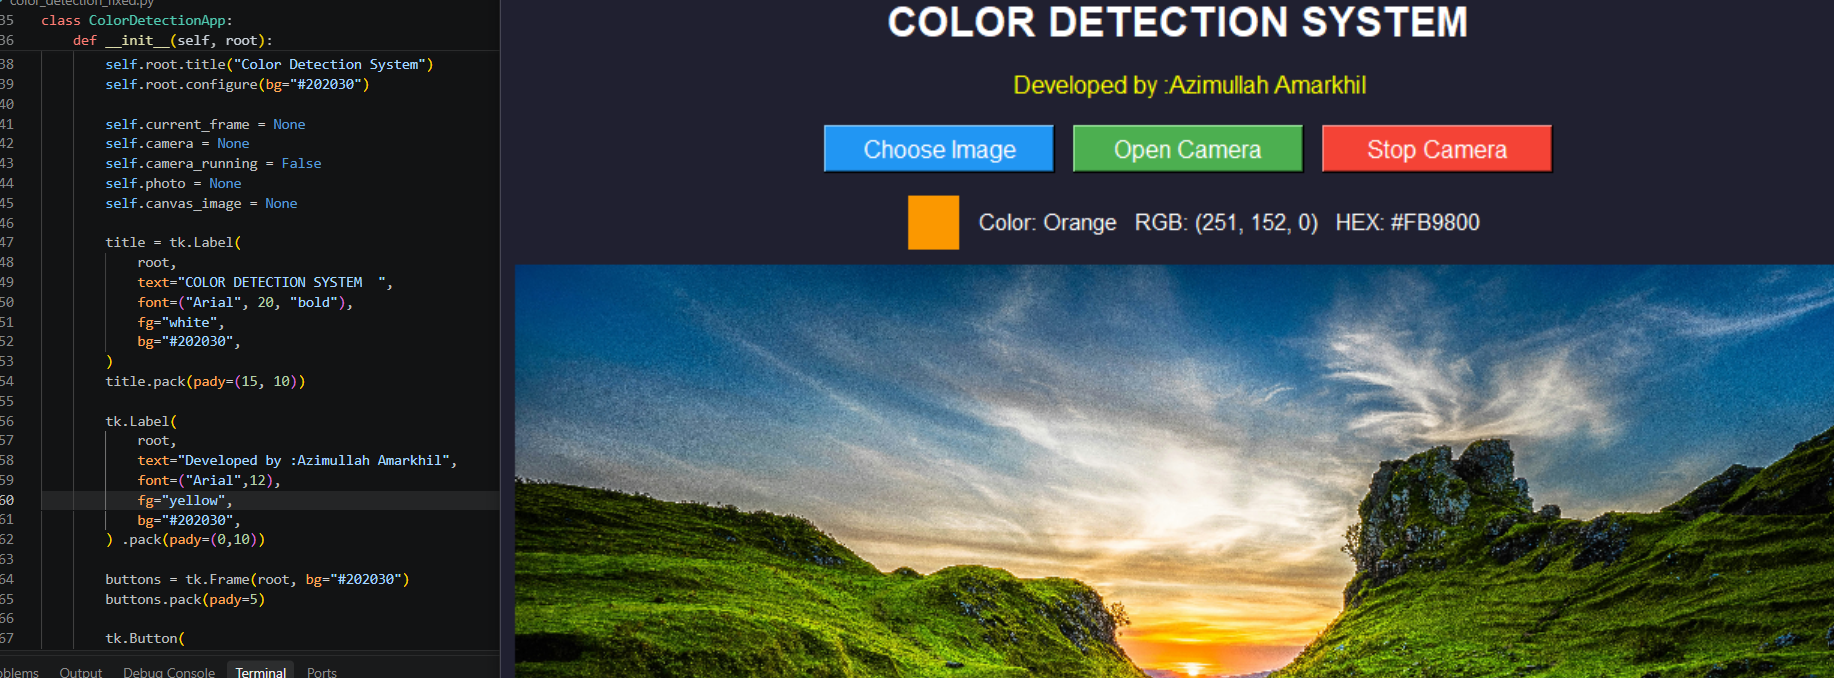 color_detection_fixed.py
35 class ColorDetectionApp:
36 def __init__(self, root):
38 self.root.title("Color Detection System")
39 self.root.configure(bg="#202030")
40
41 self.current_frame = None
42 self.camera = None
43 self.camera_running = False
44 self.photo = None
45 self.canvas_image = None
46
47 title = tk.Label(
48 root,
49 text="COLOR DETECTION SYSTEM  ",
50 font=("Arial", 20, "bold"),
51 fg="white",
52 bg="#202030",
53 )
54 title.pack(pady=(15, 10))
55
56 tk.Label(
57 root,
58 text="Developed by :Azimullah Amarkhil",
59 font=("Arial",12),
60 fg="yellow",
61 bg="#202030",
62 ) .pack(pady=(0,10))
63
64 buttons = tk.Frame(root, bg="#202030")
65 buttons.pack(pady=5)
66
67 tk.Button(
oblems Output Debug Console Terminal Ports
COLOR DETECTION SYSTEM
Developed by :Azimullah Amarkhil
Choose Image Open Camera Stop Camera
Color: Orange RGB: (251, 152, 0) HEX: #FB9800